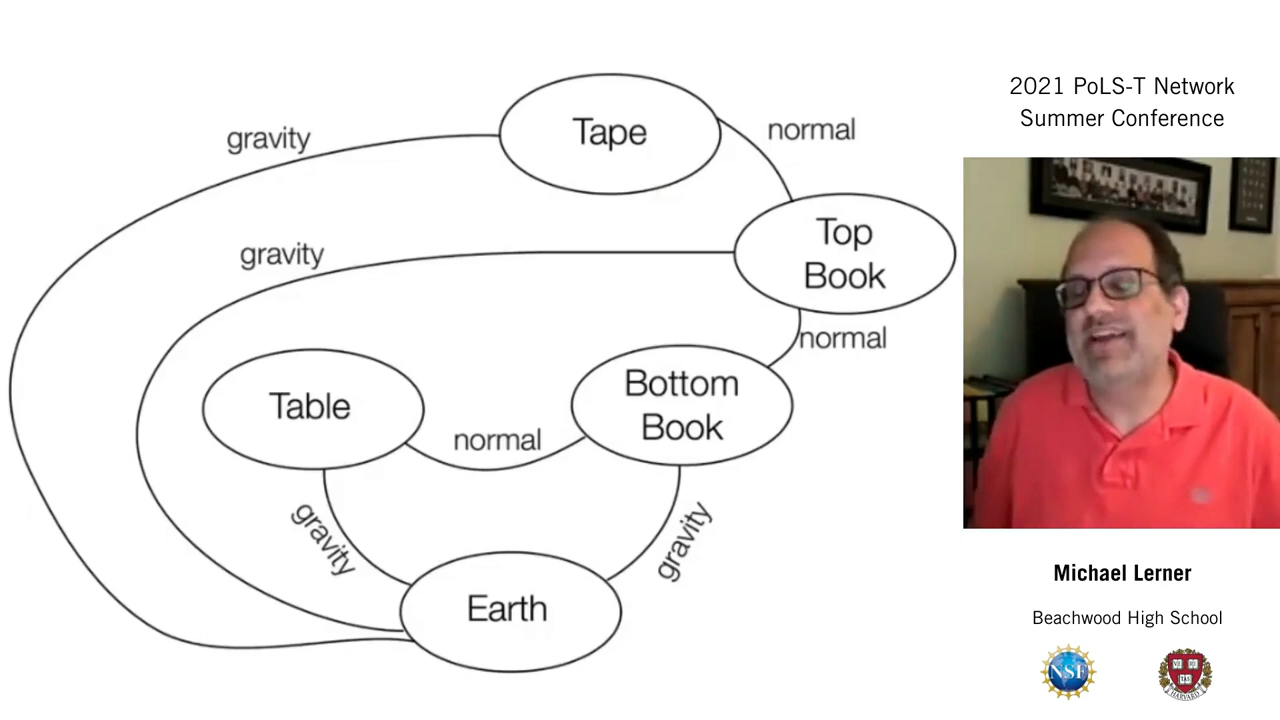 gravity
Tape
normal
gravity
Top
Book
normal
Table
normal
Bottom
Book
gravity
gravity
Earth
2021 PoLS-T Network
Summer Conference
Michael Lerner
Beachwood High School
NSF
HARVARD